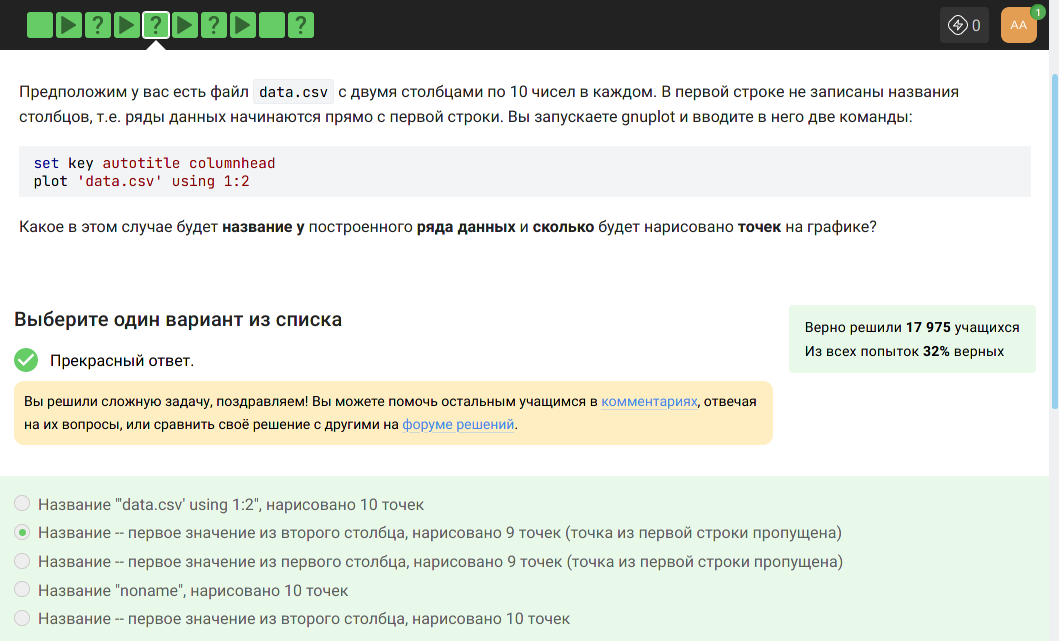 ? ? ? ?
0
AA
1
Предположим у вас есть файл data.csv с двумя столбцами по 10 чисел в каждом. В первой строке не записаны названия
столбцов, т.е. ряды данных начинаются прямо с первой строки. Вы запускаете gnuplot и вводите в него две команды:
set key autotitle columnhead
plot 'data.csv' using 1:2
Какое в этом случае будет название у построенного ряда данных и сколько будет нарисовано точек на графике?
Выберите один вариант из списка
Верно решили 17 975 учащихся
Из всех попыток 32% верных
Прекрасный ответ.
Вы решили сложную задачу, поздравляем! Вы можете помочь остальным учащимся в комментариях, отвечая
на их вопросы, или сравнить своё решение с другими на форуме решений.
Название "'data.csv' using 1:2", нарисовано 10 точек
Название -- первое значение из второго столбца, нарисовано 9 точек (точка из первой строки пропущена)
Название -- первое значение из первого столбца, нарисовано 9 точек (точка из первой строки пропущена)
Название "noname", нарисовано 10 точек
Название -- первое значение из второго столбца, нарисовано 10 точек